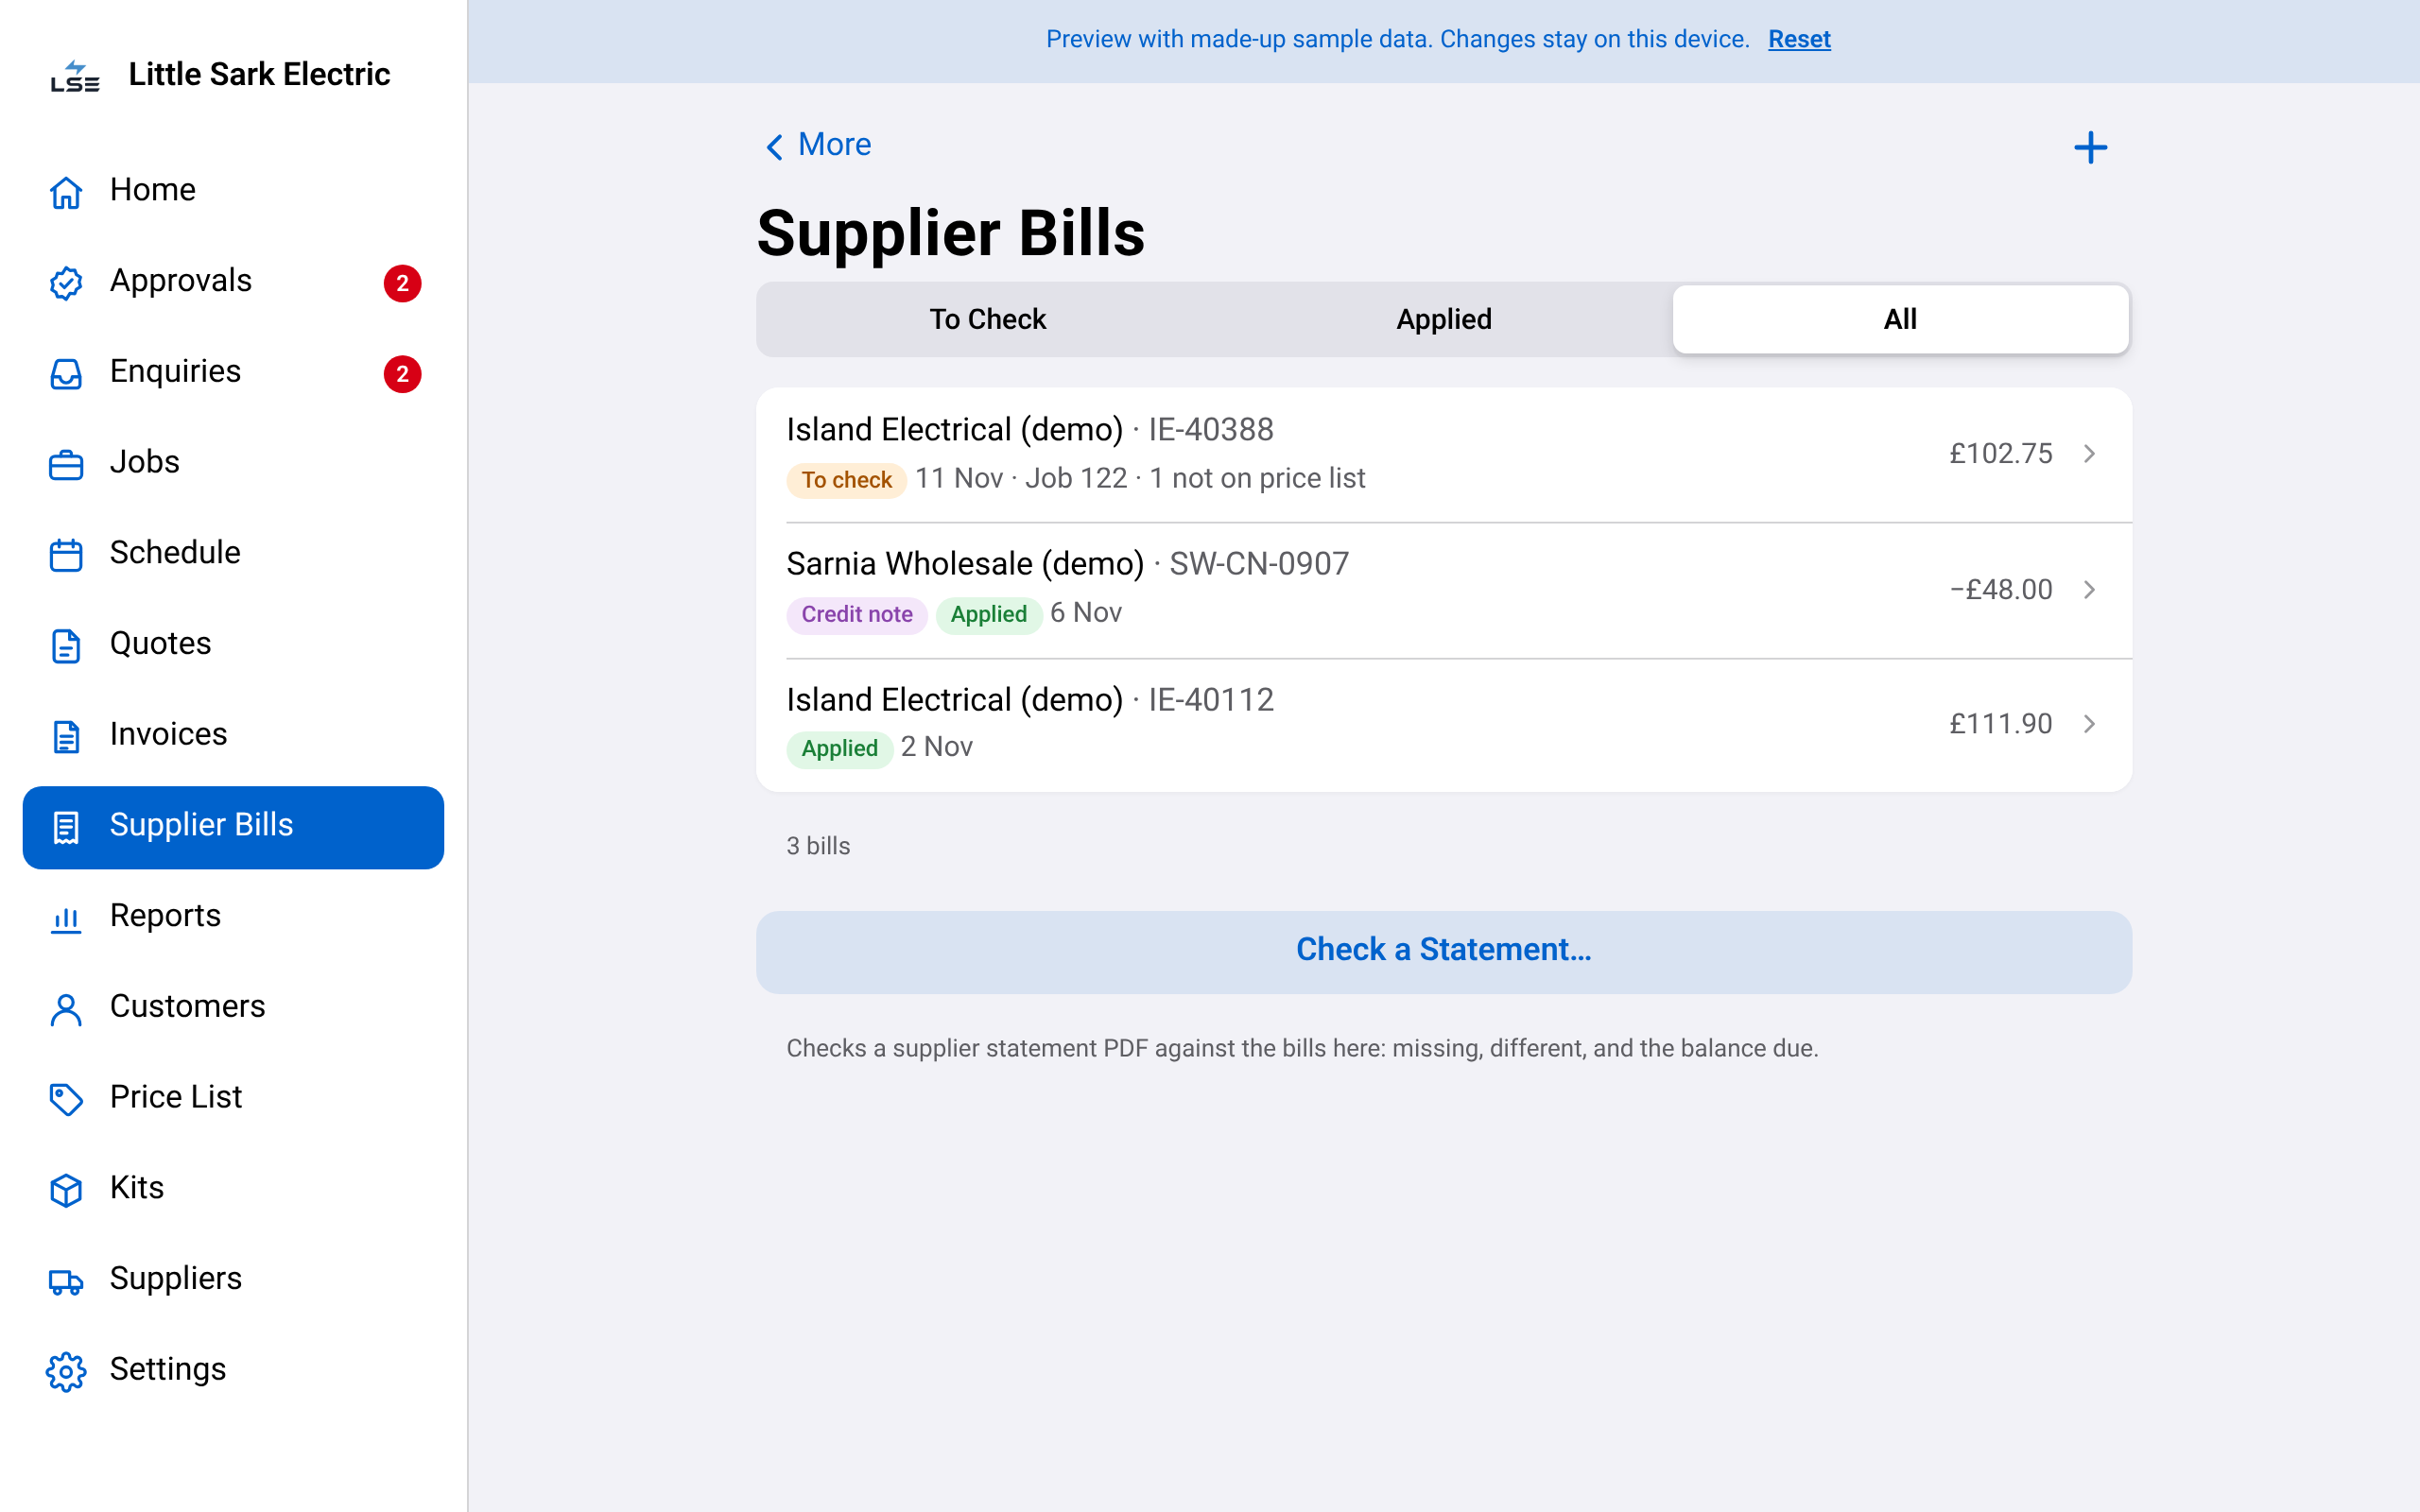 Preview with made-up sample data. Changes stay on this device. Reset
LSE Little Sark Electric
Home
Approvals 2
Enquiries 2
Jobs
Schedule
Quotes
Invoices
Supplier Bills
Reports
Customers
Price List
Kits
Suppliers
Settings
More
Supplier Bills
To Check Applied All
Island Electrical (demo) · IE-40388
To check 11 Nov · Job 122 · 1 not on price list
£102.75
Sarnia Wholesale (demo) · SW-CN-0907
Credit note Applied 6 Nov
−£48.00
Island Electrical (demo) · IE-40112
Applied 2 Nov
£111.90
3 bills
Check a Statement...
Checks a supplier statement PDF against the bills here: missing, different, and the balance due.